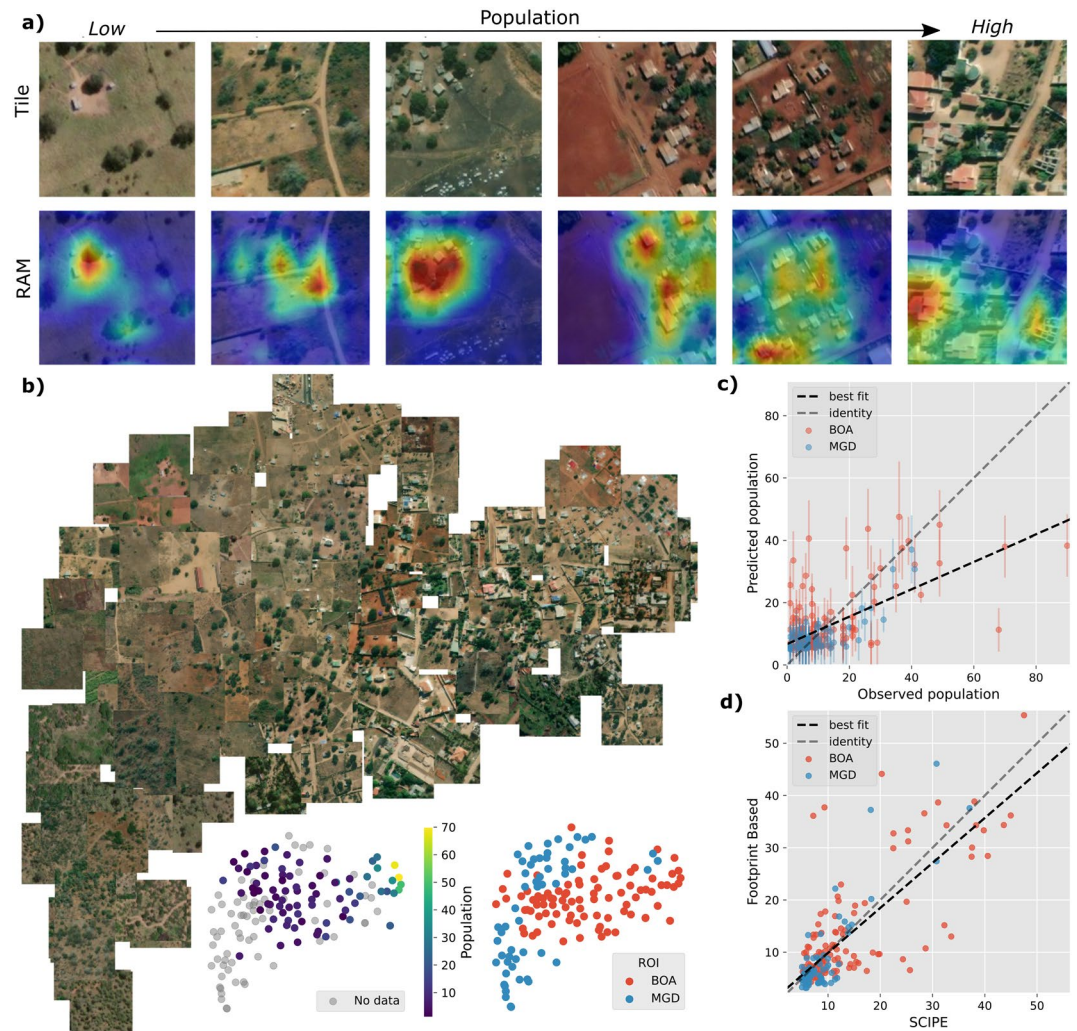 a)
Population
Low
High
Tile
RAM
b)
70
60
50
40
30
20
10
Population
No data
ROI
BOA
MGD
c)
best fit
identity
BOA
MGD
80
60
40
20
0
Predicted population
0 20 40 60 80
Observed population
d)
best fit
identity
BOA
MGD
50
40
30
20
10
Footprint Based
10 20 30 40 50
SCIPE